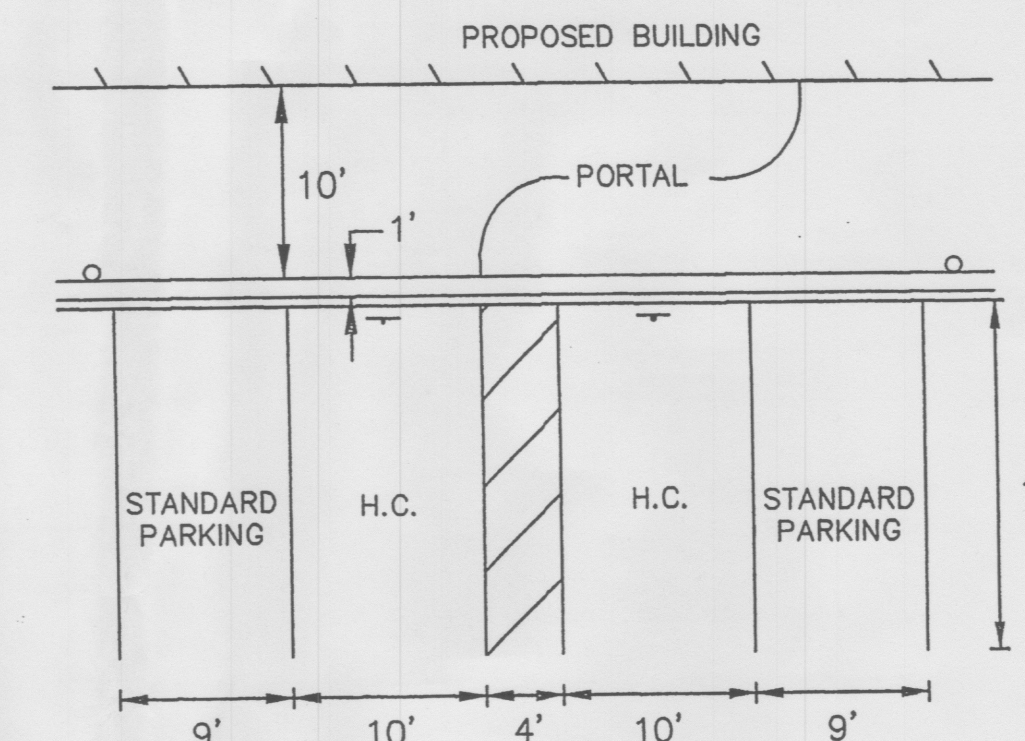 PROPOSED BUILDING
10'
PORTAL
1'
STANDARD
PARKING
H.C.
H.C.
STANDARD
PARKING
9'
10'
4'
10'
9'